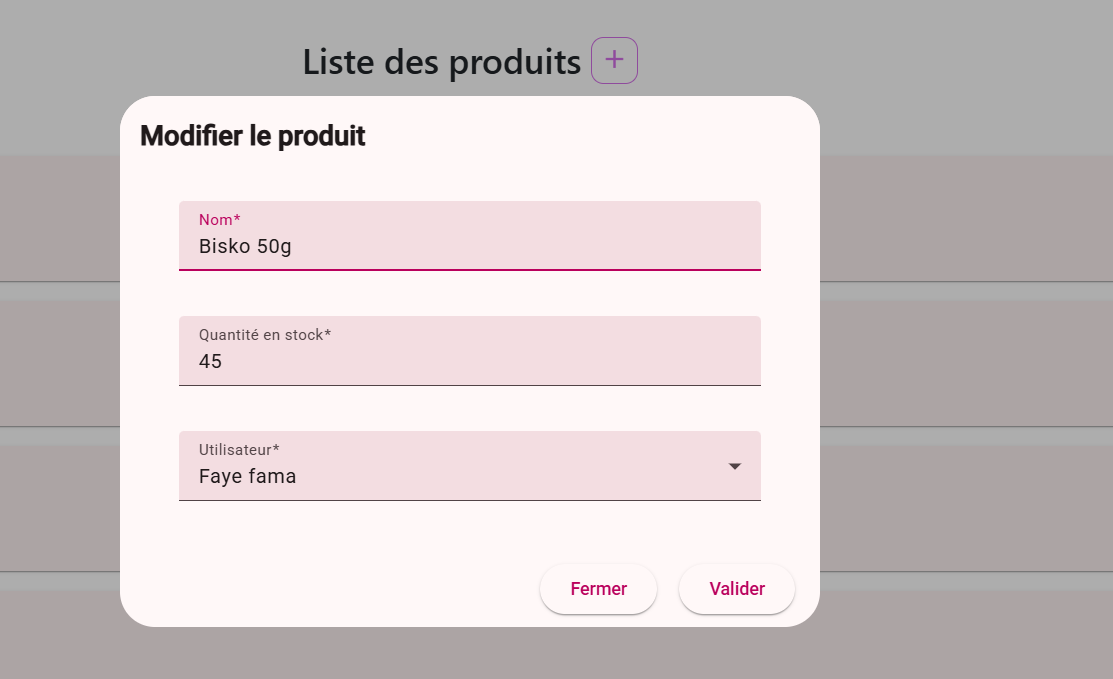 Liste des produits +
Modifier le produit
Nom*
Bisko 50g
Quantité en stock*
45
Utilisateur*
Faye fama
Fermer Valider